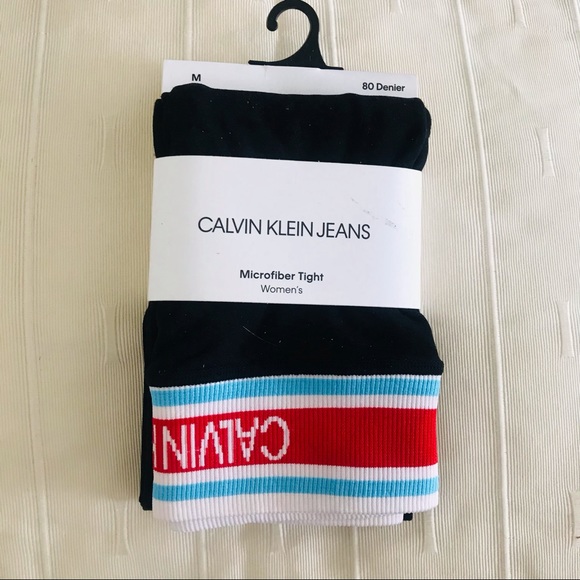 M
80 Denier
CALVIN KLEIN JEANS
Microfiber Tight
Women's
CALVIN